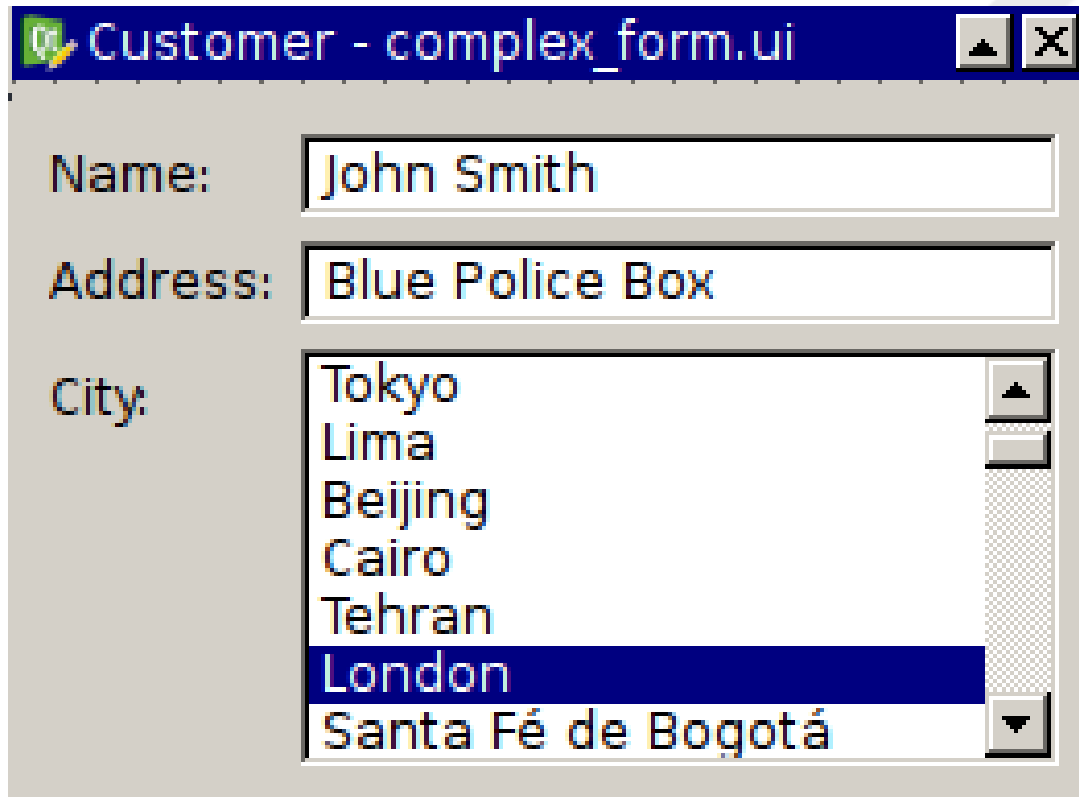 Customer - complex_form.ui
Name: John Smith
Address: Blue Police Box
City:
Tokyo
Lima
Beijing
Cairo
Tehran
London
Santa Fé de Bogotá